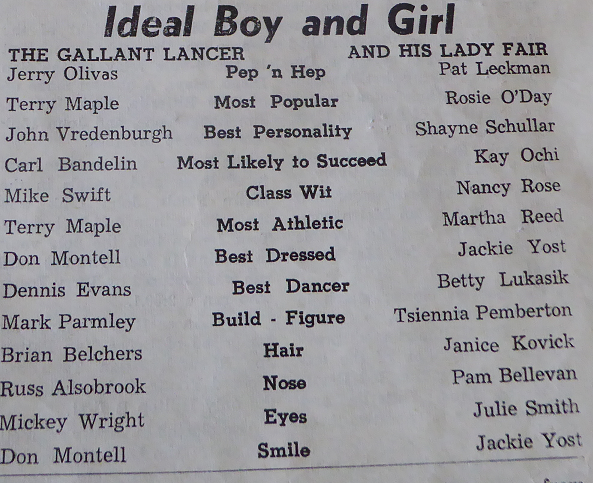 Ideal Boy and Girl
THE GALLANT LANCER AND HIS LADY FAIR
Jerry Olivas Pep 'n Hep Pat Leckman
Terry Maple Most Popular Rosie O'Day
John Vredenburgh Best Personality Shayne Schullar
Carl Bandelin Most Likely to Succeed Kay Ochi
Mike Swift Class Wit Nancy Rose
Terry Maple Most Athletic Martha Reed
Don Montell Best Dressed Jackie Yost
Dennis Evans Best Dancer Betty Lukasik
Mark Parmley Build - Figure Tsiennia Pemberton
Brian Belchers Hair Janice Kovick
Russ Alsobrook Nose Pam Bellevan
Mickey Wright Eyes Julie Smith
Don Montell Smile Jackie Yost